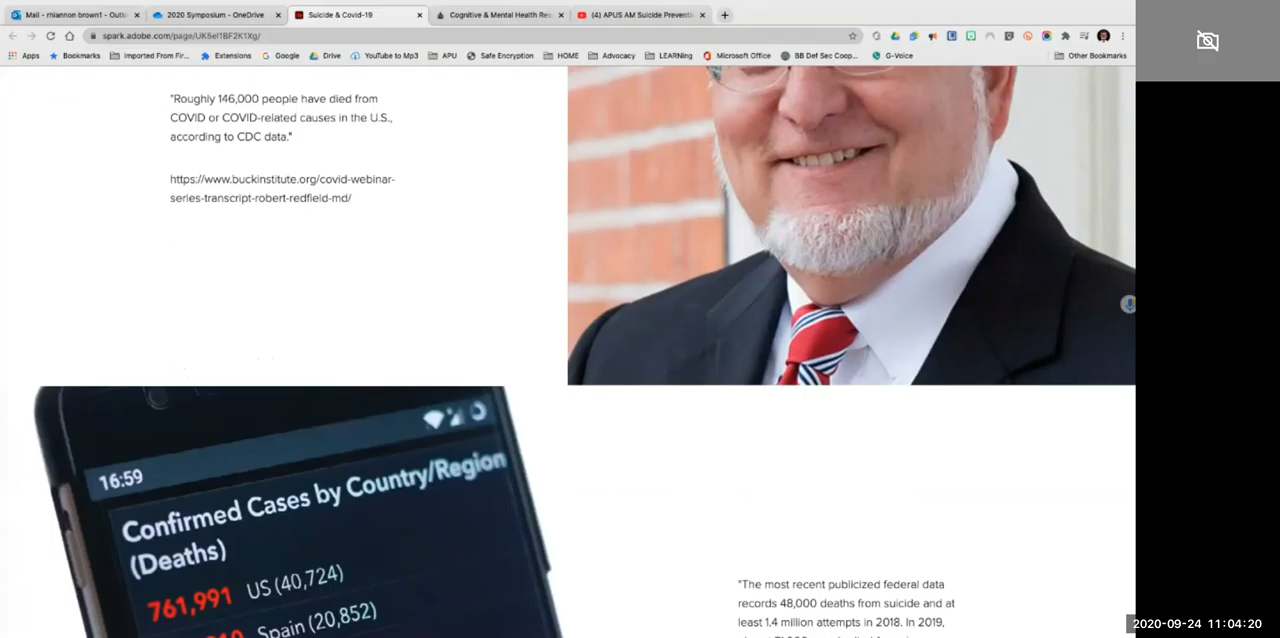 Mail - rhiannon brown1 - Outlo
2020 Symposium - OneDrive
Suicide & Covid-19
Cognitive & Mental Health Res
(4) APUS AM Suicide Preventi
spark.adobe.com/page/UK5el1BF2K1Xg/
Apps
Bookmarks
Imported From Fir...
Extensions
Google
Drive
YouTube to Mp3
APU
Safe Encryption
HOME
Advocacy
LEARNing
Microsoft Office
BB Def Sec Coop...
G-Voice
Other Bookmarks
"Roughly 146,000 people have died from
COVID or COVID-related causes in the U.S.,
according to CDC data."
https://www.buckinstitute.org/covid-webinar-
series-transcript-robert-redfield-md/
16:59
Confirmed Cases by Country/Region
(Deaths)
761,991 US (40,724)
Spain (20,852)
"The most recent publicized federal data
records 48,000 deaths from suicide and at
least 1.4 million attempts in 2018. In 2019,
2020-09-24 11:04:20